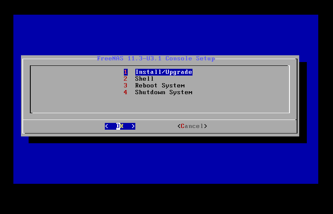 FreeNAS 11.3-U3.1 Console Setup
1 Install/Upgrade
2 Shell
3 Reboot System
4 Shutdown System
< OK > <Cancel>